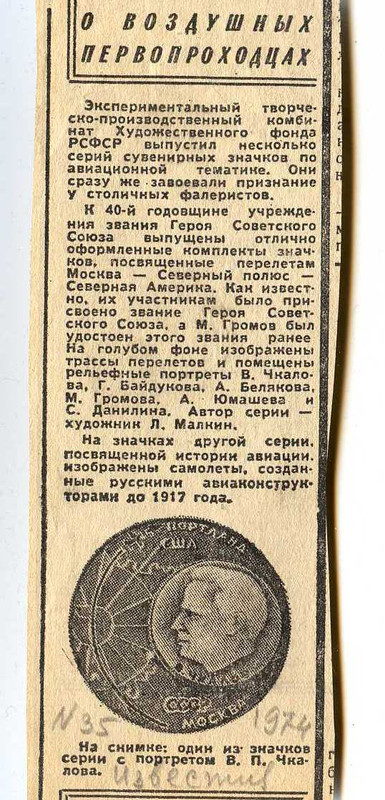 О ВОЗДУШНЫХ
ПЕРВОПРОХОДЦАХ
Экспериментальный творче-
ско-производственный комби-
нат Художественного фонда
РСФСР выпустил несколько
серий сувенирных значков по
авиационной тематике. Они
сразу же завоевали признание
у столичных фалеристов.
К 40-й годовщине учрежде-
ния звания Героя Советского
Союза выпущены отлично
оформленные комплекты знач-
ков, посвященные перелетам
Москва — Северный полюс —
Северная Америка. Как извест-
но, их участникам было при-
своено звание Героя Совет-
ского Союза, а М. Громов был
удостоен этого звания ранее
На голубом фоне изображены
трассы перелетов и помещены
рельефные портреты В. Чкало-
ва, Г. Байдукова, А. Белякова,
М. Громова, А. Юмашева и
С. Данилина. Автор серии —
художник Л. Малкин.
На значках другой серии,
посвященной истории авиации,
изображены самолеты, создан-
ные русскими авиаконструк-
торами до 1917 года.
ПОРТЛАНД
США
МОСКВА
N 35 1974
На снимке: один из значков
серии с портретом В. П. Чка-
лова.
Известия